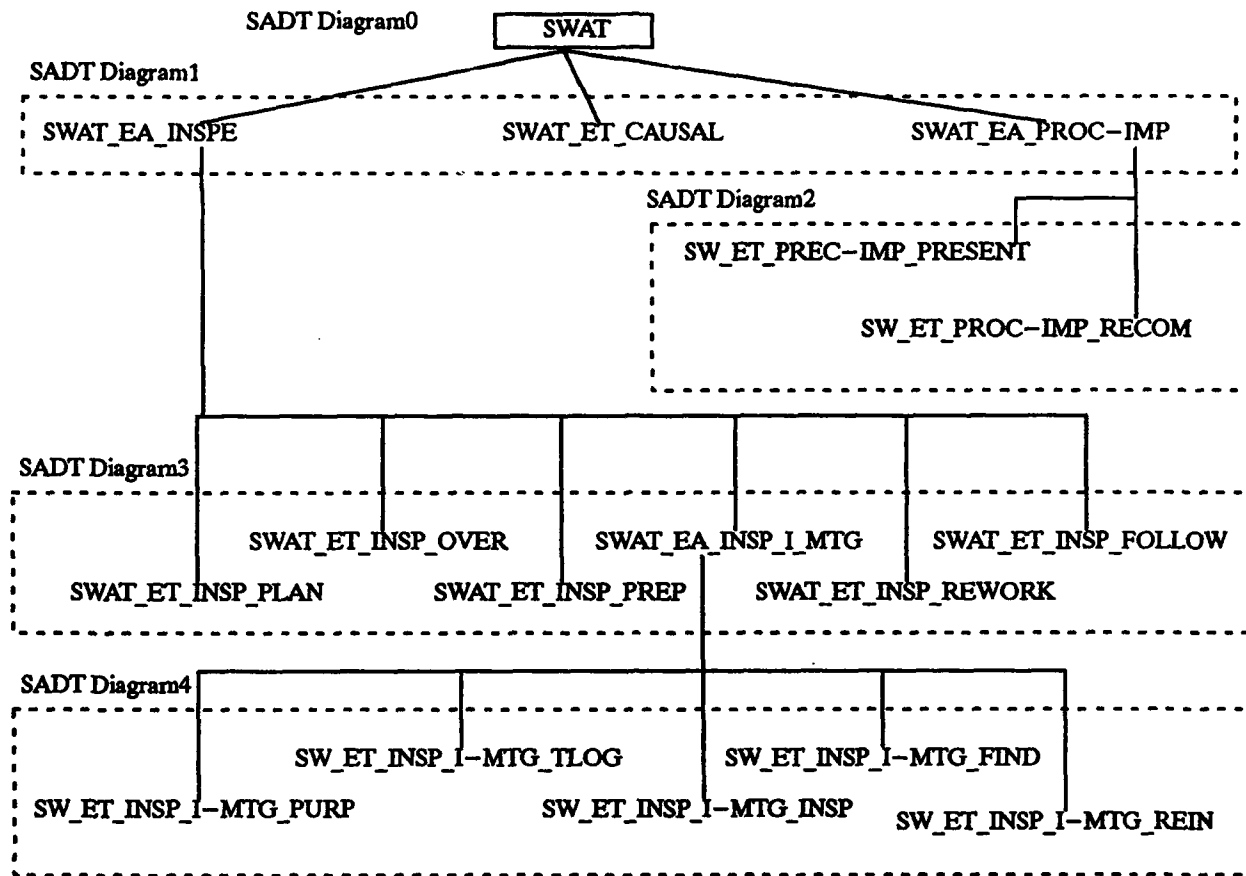 SADT Diagram0
SWAT
SADT Diagram1
SWAT_EA_INSPE
SWAT_ET_CAUSAL
SWAT_EA_PROC-IMP
SADT Diagram2
SW_ET_PREC-IMP_PRESENT
SW_ET_PROC-IMP_RECOM
SADT Diagram3
SWAT_ET_INSP_OVER
SWAT_EA_INSP_I_MTG
SWAT_ET_INSP_FOLLOW
SWAT_ET_INSP_PLAN
SWAT_ET_INSP_PREP
SWAT_ET_INSP_REWORK
SADT Diagram4
SW_ET_INSP_I-MTG_TLOG
SW_ET_INSP_I-MTG_FIND
SW_ET_INSP_I-MTG_PURP
SW_ET_INSP_I-MTG_INSP
SW_ET_INSP_I-MTG_REIN